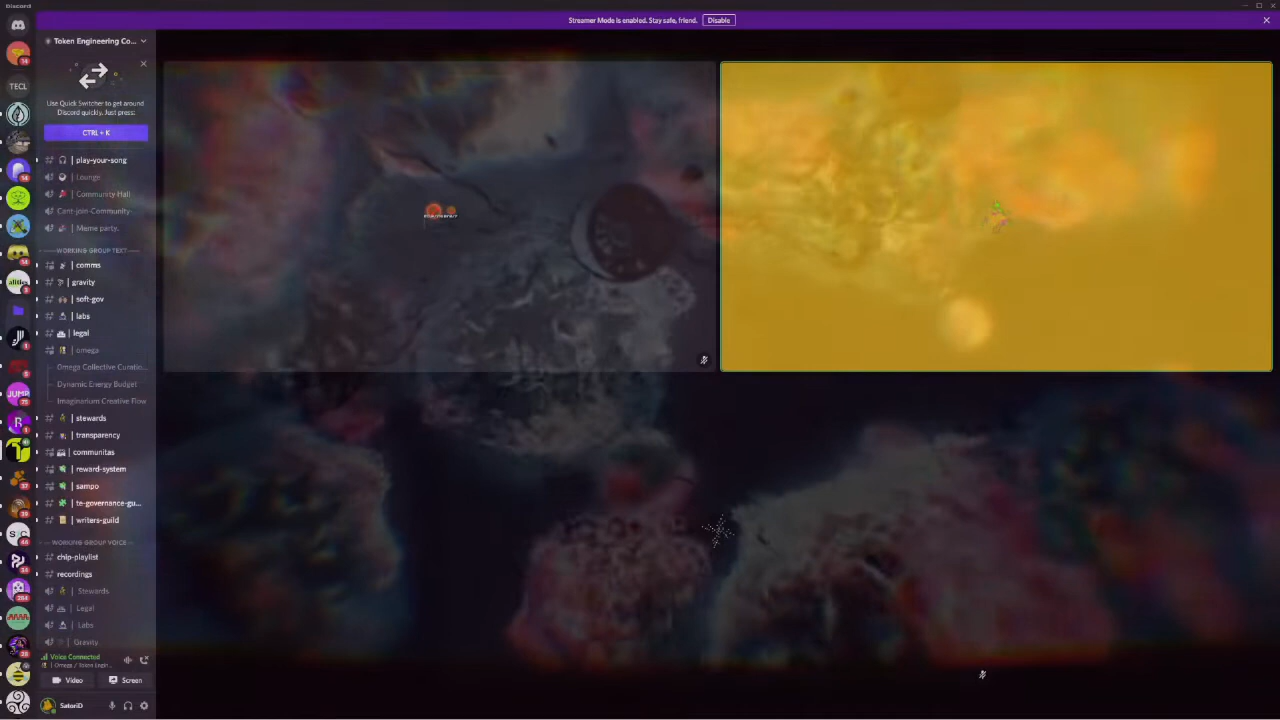 Discord
Streamer Mode is enabled. Stay safe, friend.
Disable
Token Engineering Co...
Use Quick Switcher to get around
Discord quickly. Just press:
CTRL + K
TECL
play-your-song
Lounge
Community Hall
Cant-join-Community
Meme party.
WORKING GROUP TEXT
comms
gravity
soft-gov
labs
legal
omega
Omega Collective Curatio...
Dynamic Energy Budget
Imaginarium Creative Flow
stewards
transparency
communitas
reward-system
sampo
te-governance-gu...
writers-guild
WORKING GROUP VOICE
chip-playlist
recordings
Stewards
Legal
Labs
Gravity
Voice Connected
Omega / Token Engin...
Video
Screen
SatoriD
JUMP